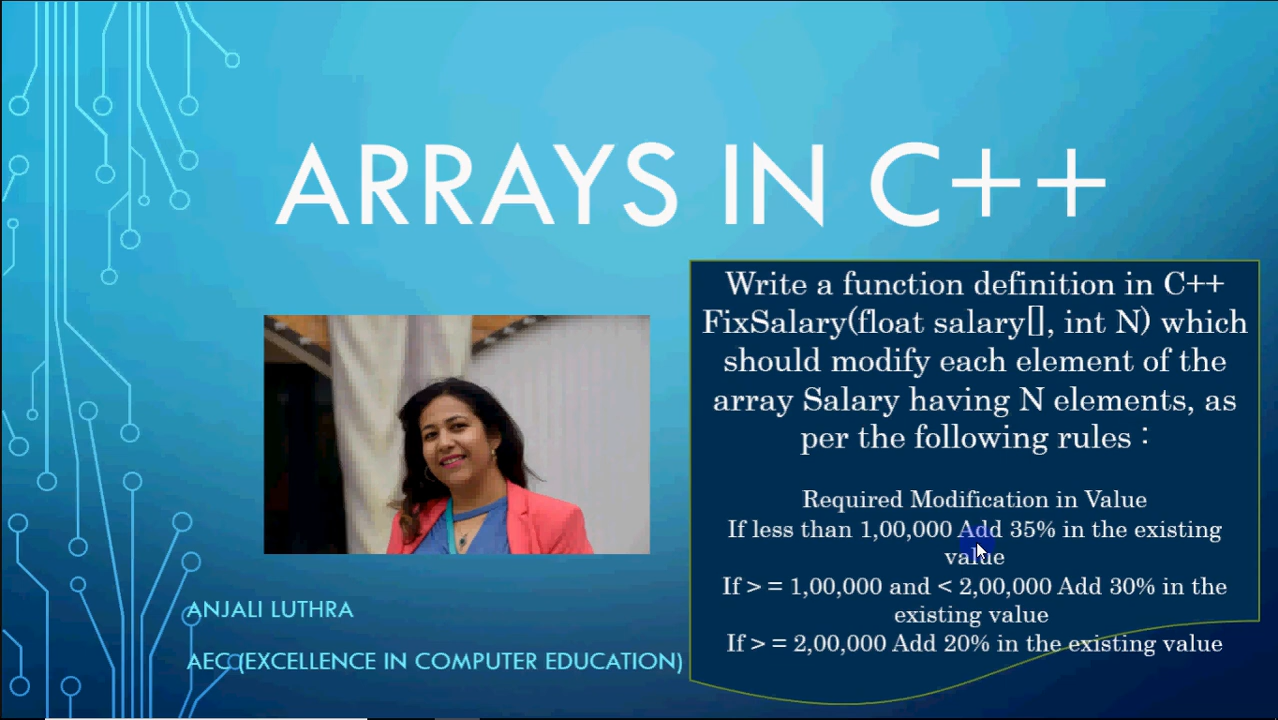 ARRAYS IN C++
Write a function definition in C++
FixSalary(float salary[], int N) which
should modify each element of the
array Salary having N elements, as
per the following rules :
Required Modification in Value
If less than 1,00,000 Add 35% in the existing
value
If > = 1,00,000 and < 2,00,000 Add 30% in the
existing value
If > = 2,00,000 Add 20% in the existing value
ANJALI LUTHRA
AEC (EXCELLENCE IN COMPUTER EDUCATION)